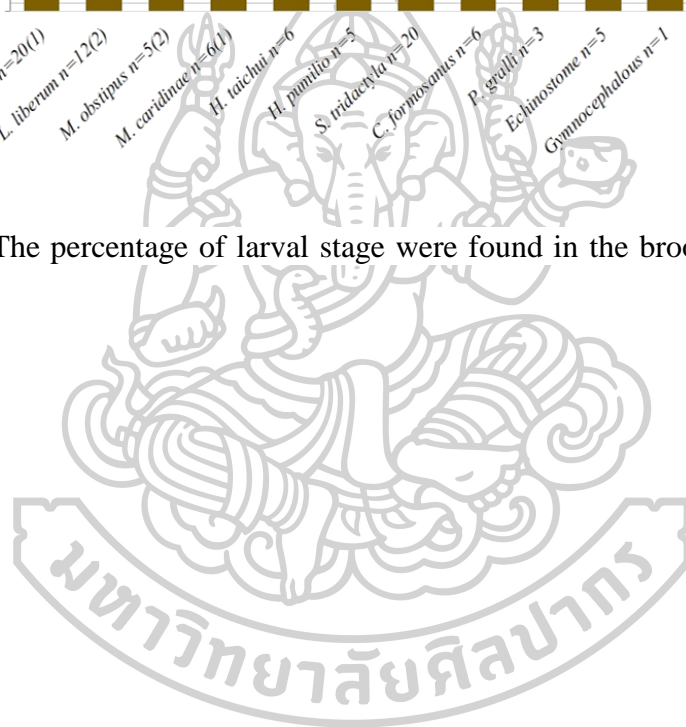 n=20(1)
L. liberum n=12(2)
M. obstipus n=5(2)
M. caridinae n=6(1)
H. taichui n=6
H. pumilio n=5
S. tridactyla n=20
C. formosanus n=6
P. gralli n=3
Echinostome n=5
Gymnocephalous n=1
The percentage of larval stage were found in the broo
มหาวิทยาลัยศิลปากร